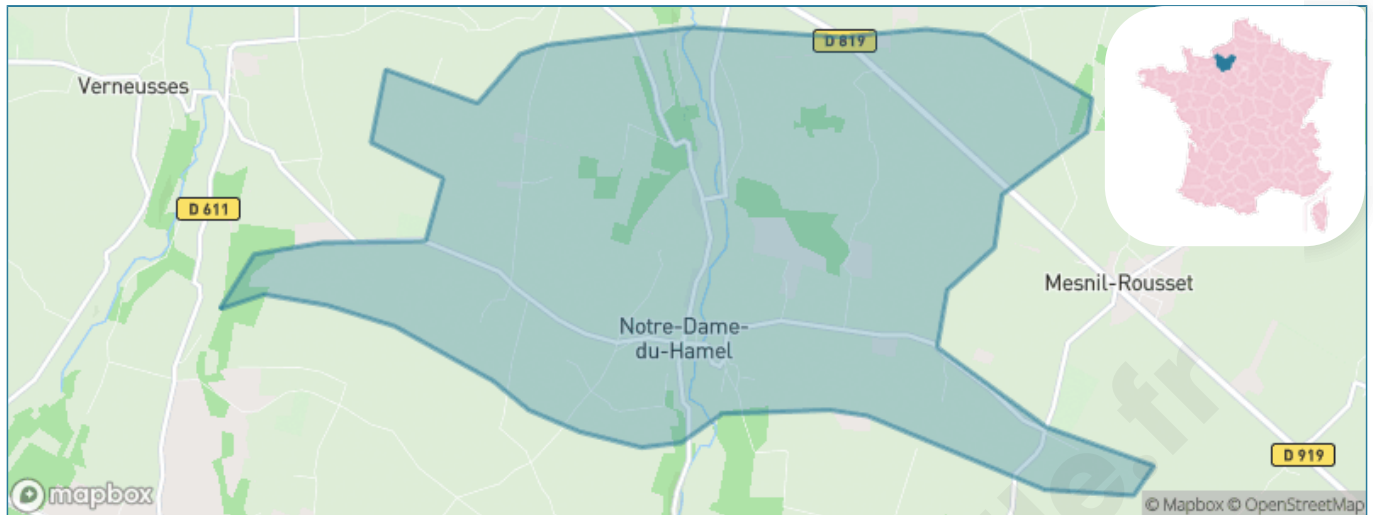 D 819
Verneusses
D 611
Mesnil-Rousset
Notre-Dame-
du-Hamel
D 919
mapbox
© Mapbox © OpenStreetMap